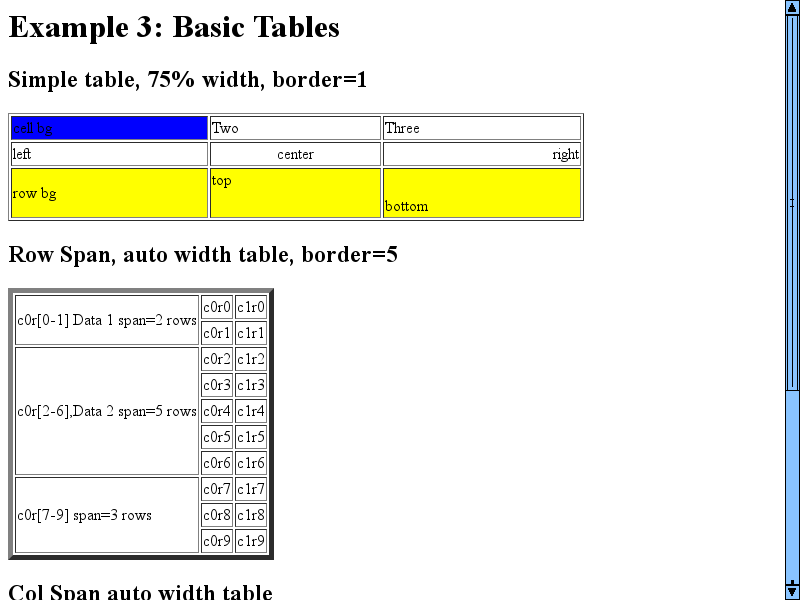 Example 3: Basic Tables
Simple table, 75% width, border=1
cell bg Two Three
left center right
row bg top bottom
Row Span, auto width table, border=5
c0r[0-1] Data 1 span=2 rows c0r0 c1r0
c0r1 c1r1
c0r[2-6],Data 2 span=5 rows c0r2 c1r2
c0r3 c1r3
c0r4 c1r4
c0r5 c1r5
c0r6 c1r6
c0r[7-9] span=3 rows c0r7 c1r7
c0r8 c1r8
c0r9 c1r9
Col Span auto width table